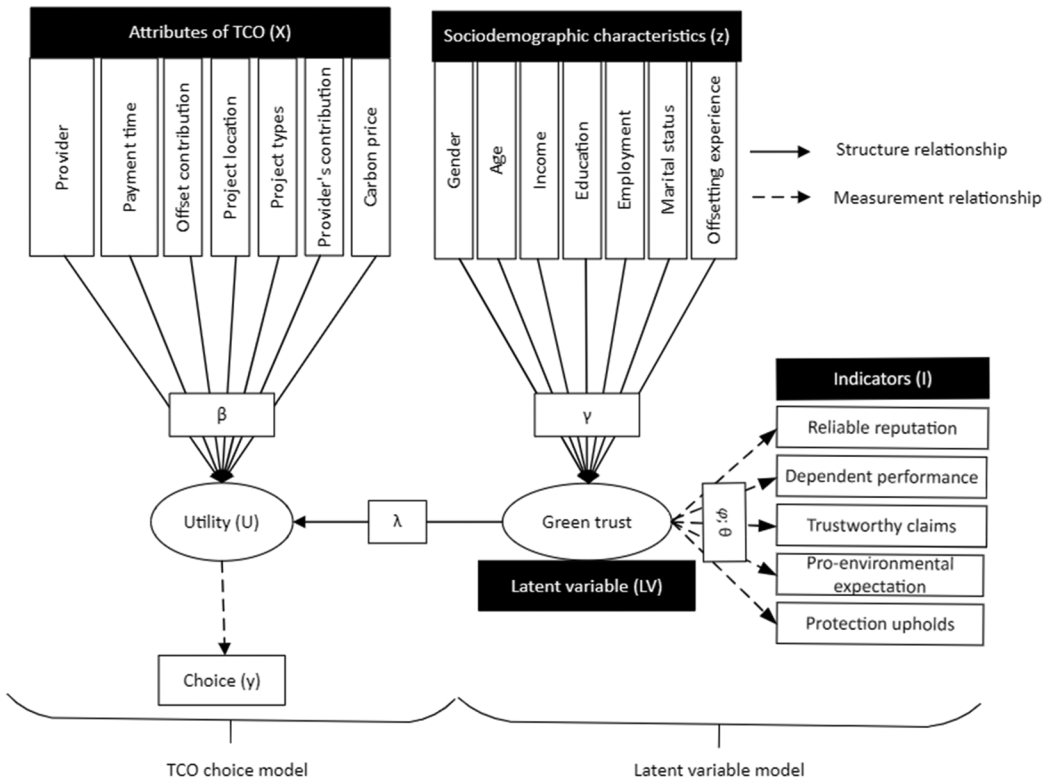 Attributes of TCO (X)
Provider
Payment time
Offset contribution
Project location
Project types
Provider's contribution
Carbon price
Sociodemographic characteristics (z)
Gender
Age
Income
Education
Employment
Marital status
Offsetting experience
Structure relationship
Measurement relationship
β
γ
Indicators (I)
Reliable reputation
Dependent performance
Trustworthy claims
Pro-environmental
expectation
Protection upholds
θ;φ
Utility (U)
λ
Green trust
Latent variable (LV)
Choice (y)
TCO choice model
Latent variable model